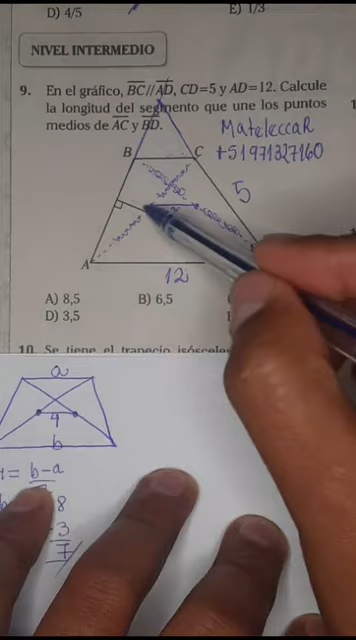 D) 4/5 E) 1/3
NIVEL INTERMEDIO
9. En el gráfico, BC//AD, CD=5 y AD=12. Calcule
la longitud del segmento que une los puntos
medios de AC y BD.
MateleccaR
+51971327160
B C
5
A
12
A) 8,5 B) 6,5
D) 3,5
10. Se tiene el trapecio isósceles
a
4
b
= b-a
8
3
7